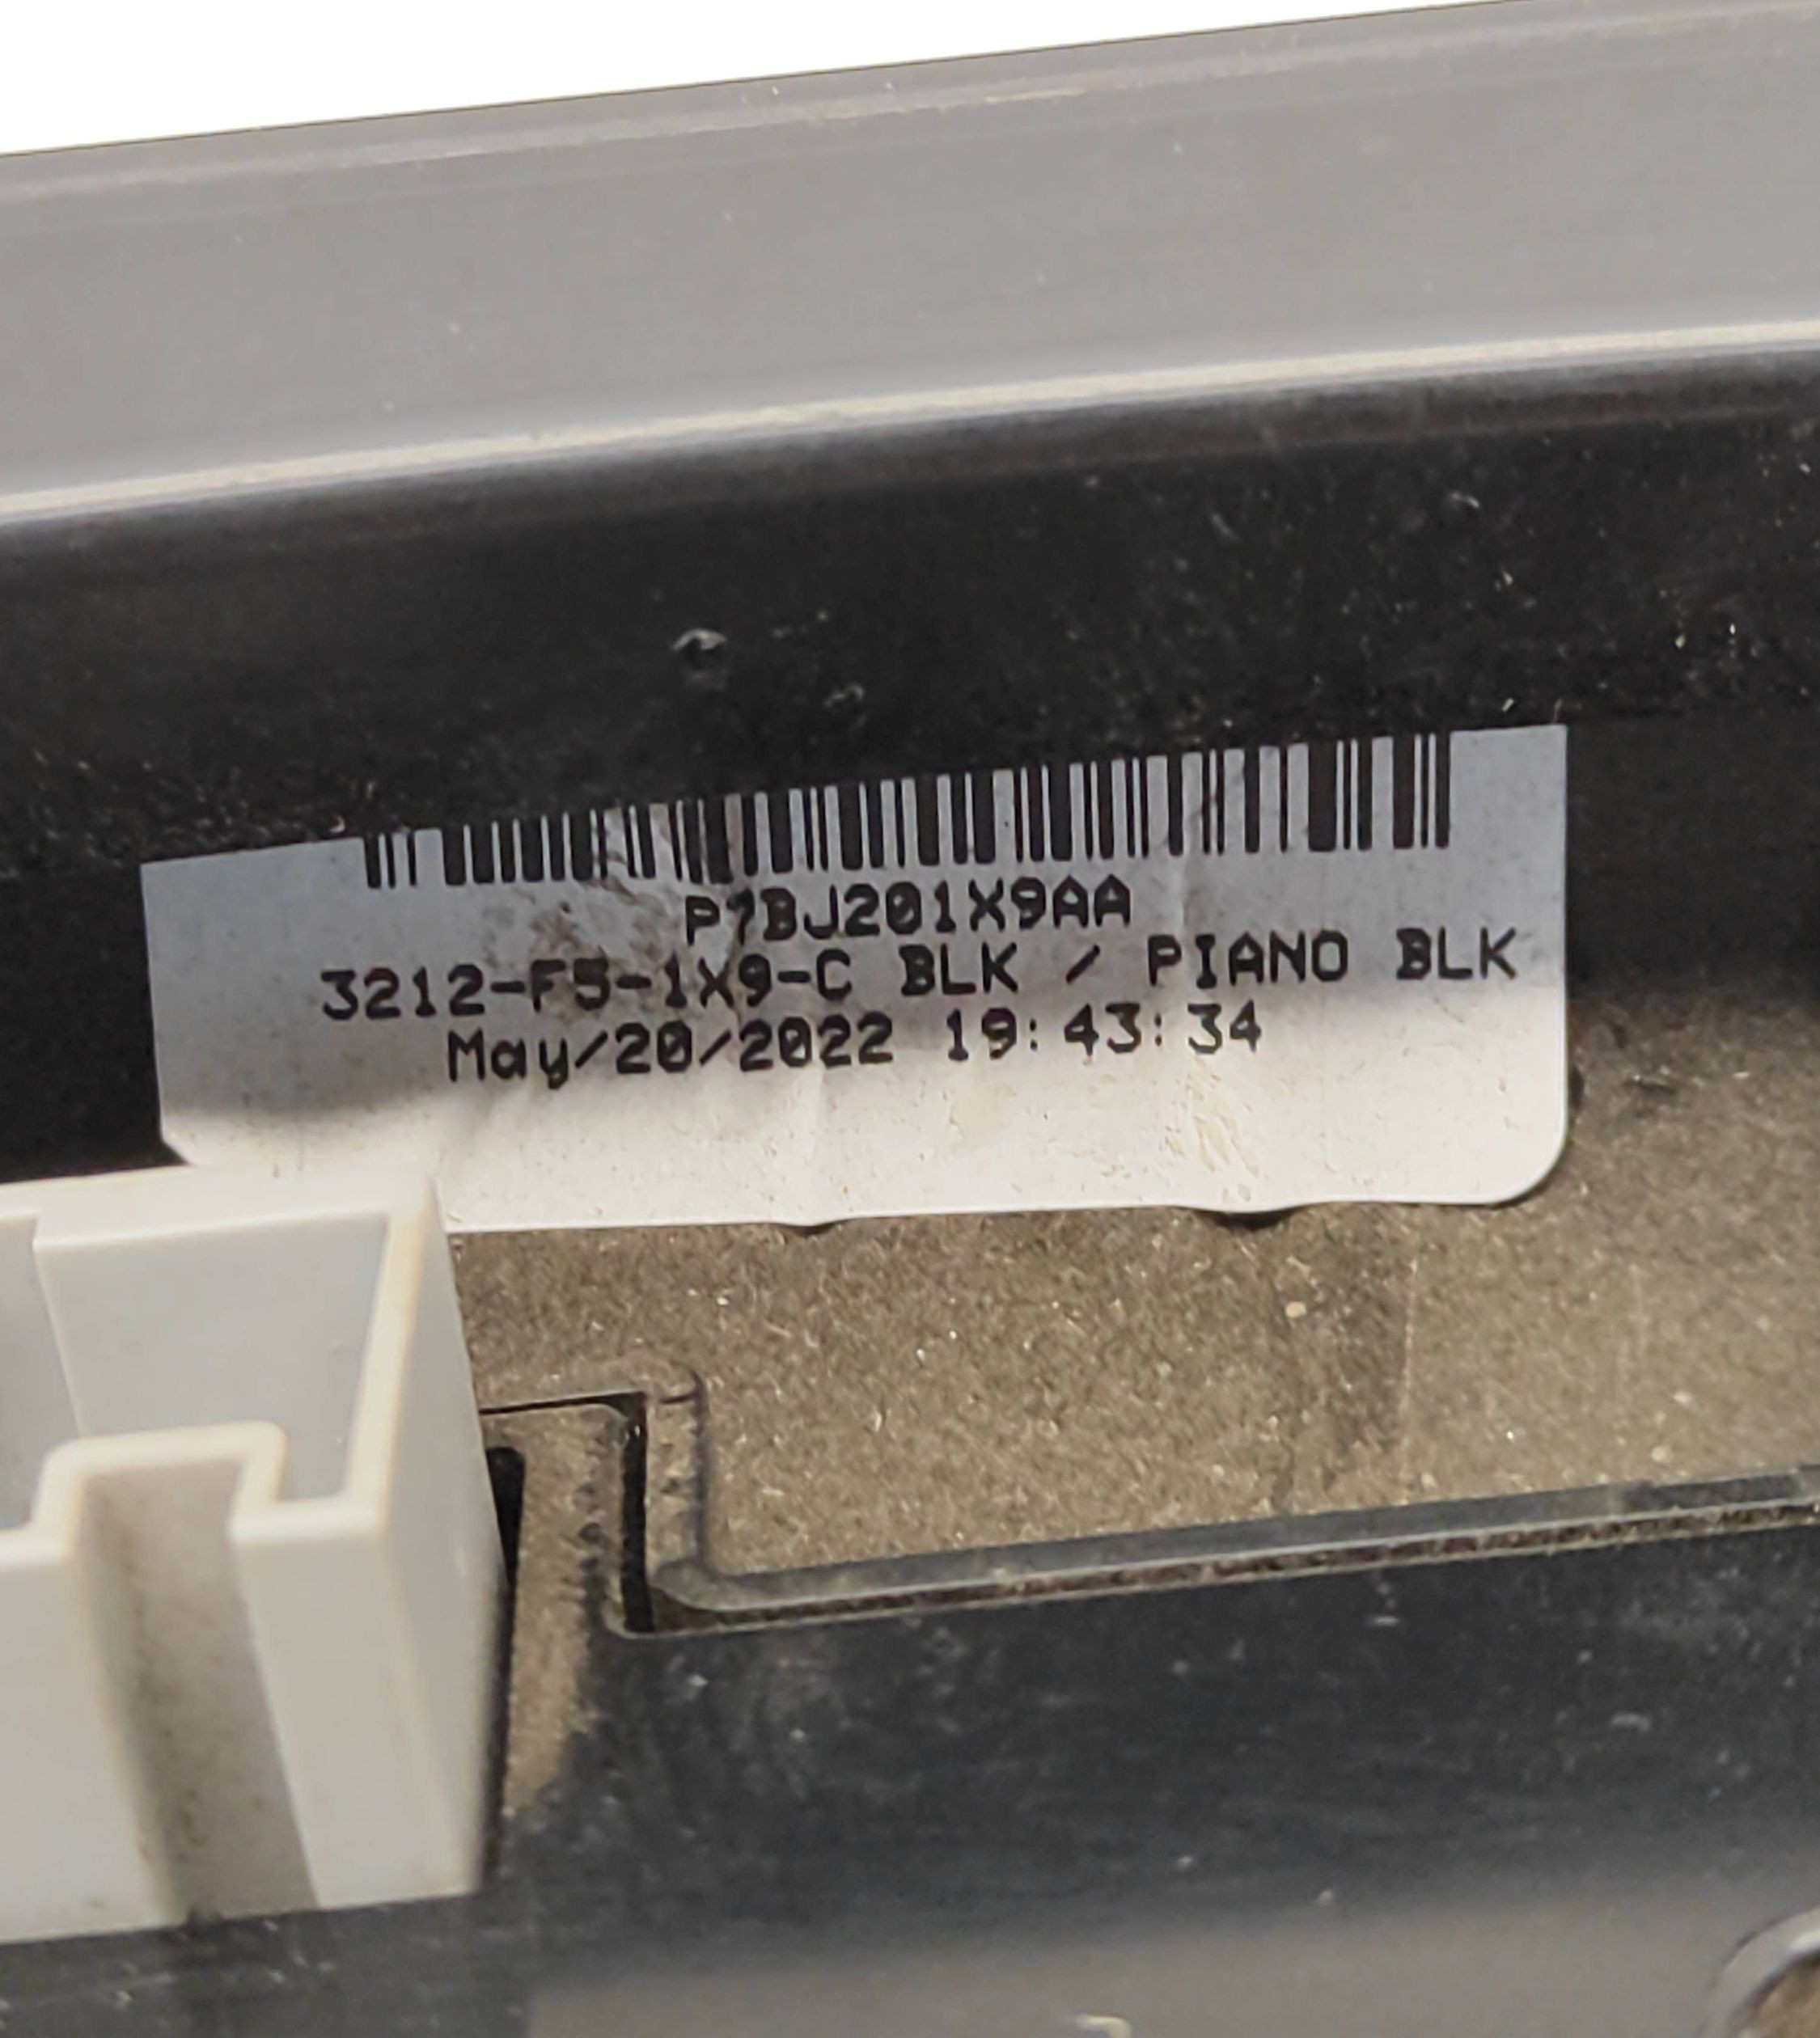 P7BJ201X9AA
3212-F5-1X9-C BLK / PIANO BLK
May/20/2022 19:43:34